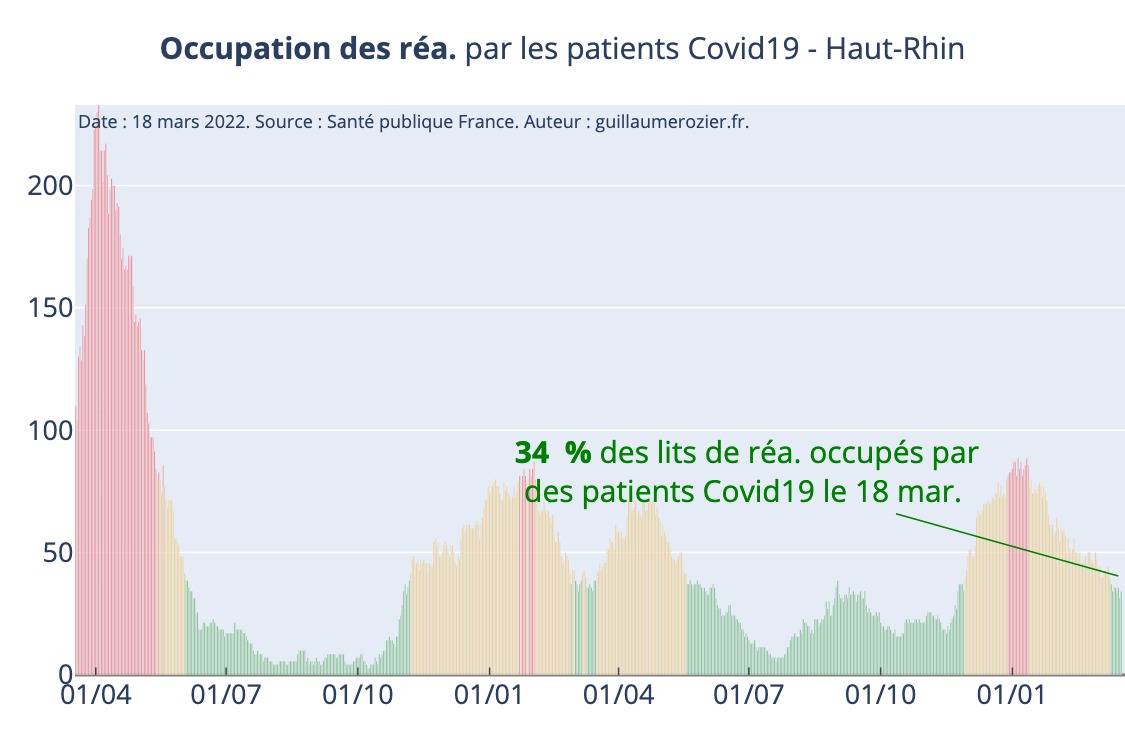 Occupation des réa. par les patients Covid19 - Haut-Rhin
Date : 18 mars 2022. Source : Santé publique France. Auteur : guillaumerozier.fr.
200
150
100
34 % des lits de réa. occupés par
des patients Covid19 le 18 mar.
50
0
01/04 01/07 01/10 01/01 01/04 01/07 01/10 01/01